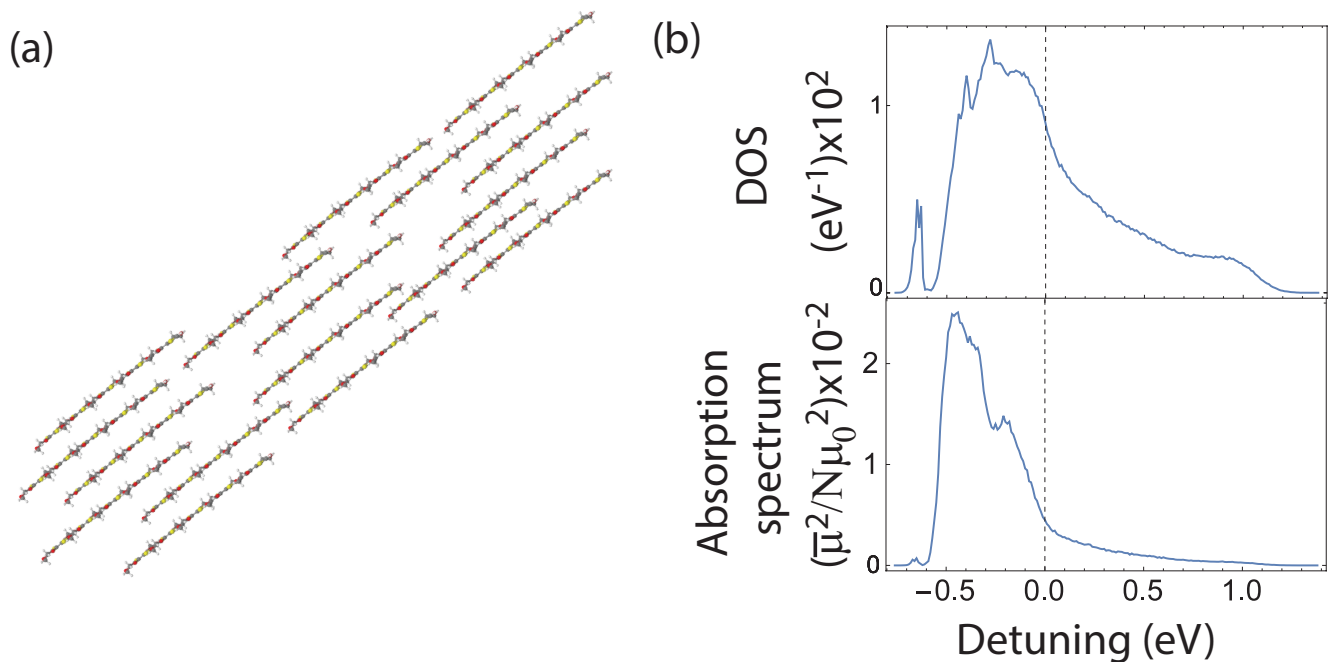 (a)
(b)
DOS
(eV⁻¹)x10²
1
0
Absorption
spectrum
(μ̅²/Nμ₀²)x10⁻²
2
1
0
−0.5 0.0 0.5 1.0
Detuning (eV)